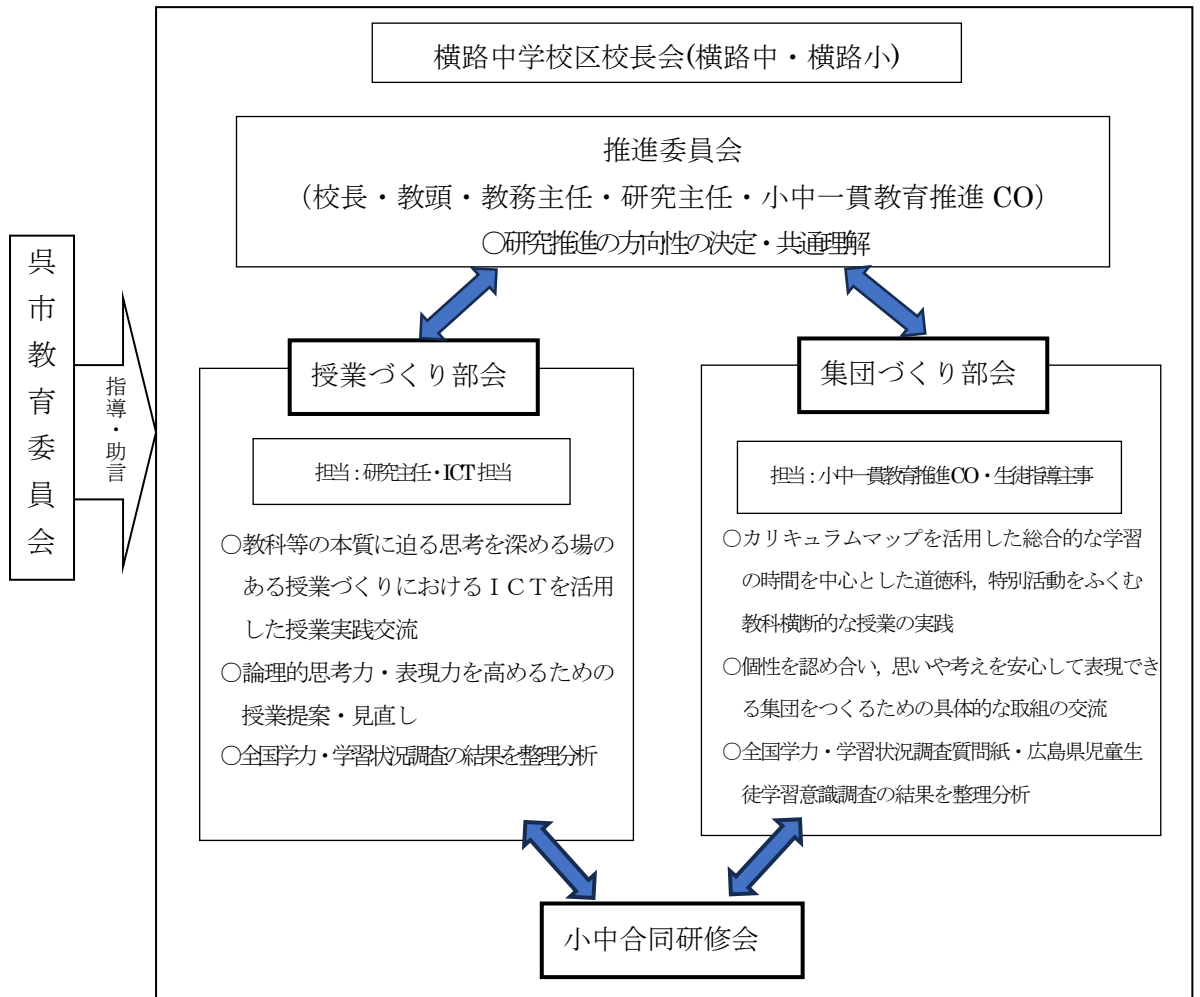 横路中学校区校長会(横路中・横路小)
推進委員会
(校長・教頭・教務主任・研究主任・小中一貫教育推進 CO)
○研究推進の方向性の決定・共通理解
呉市教育委員会
指導・助言
授業づくり部会
担当:研究主任・ICT担当
○教科等の本質に迫る思考を深める場の
ある授業づくりにおけるICTを活用
した授業実践交流
○論理的思考力・表現力を高めるための
授業提案・見直し
○全国学力・学習状況調査の結果を整理分析
集団づくり部会
担当:小中一貫教育推進CO・生徒指導主事
○カリキュラムマップを活用した総合的な学習
の時間を中心とした道徳科,特別活動をふくむ
教科横断的な授業の実践
○個性を認め合い,思いや考えを安心して表現でき
る集団をつくるための具体的な取組の交流
○全国学力・学習状況調査質問紙・広島県児童生
徒学習意識調査の結果を整理分析
小中合同研修会